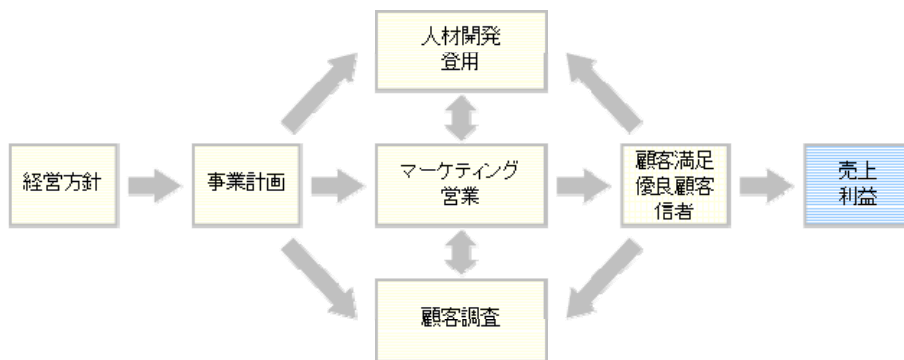 人材開発
登用
経営方針
事業計画
マーケティング
営業
顧客満足
優良顧客
信者
売上
利益
顧客調査